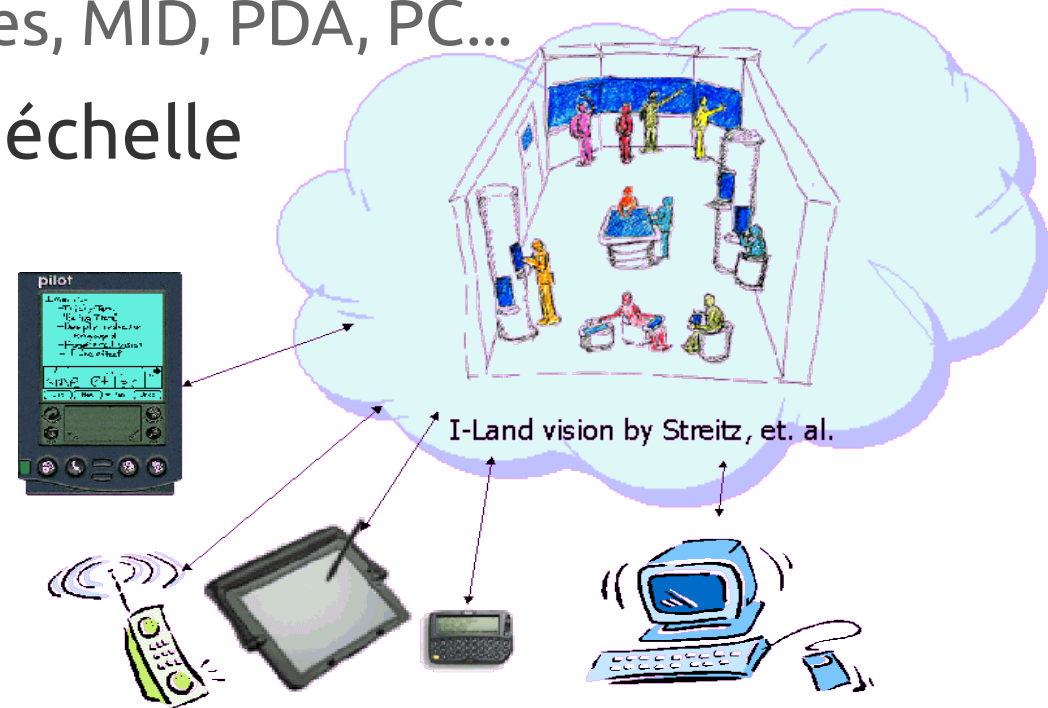 es, MID, PDA, PC...
échelle
pilot
I-Land vision by Streitz, et. al.